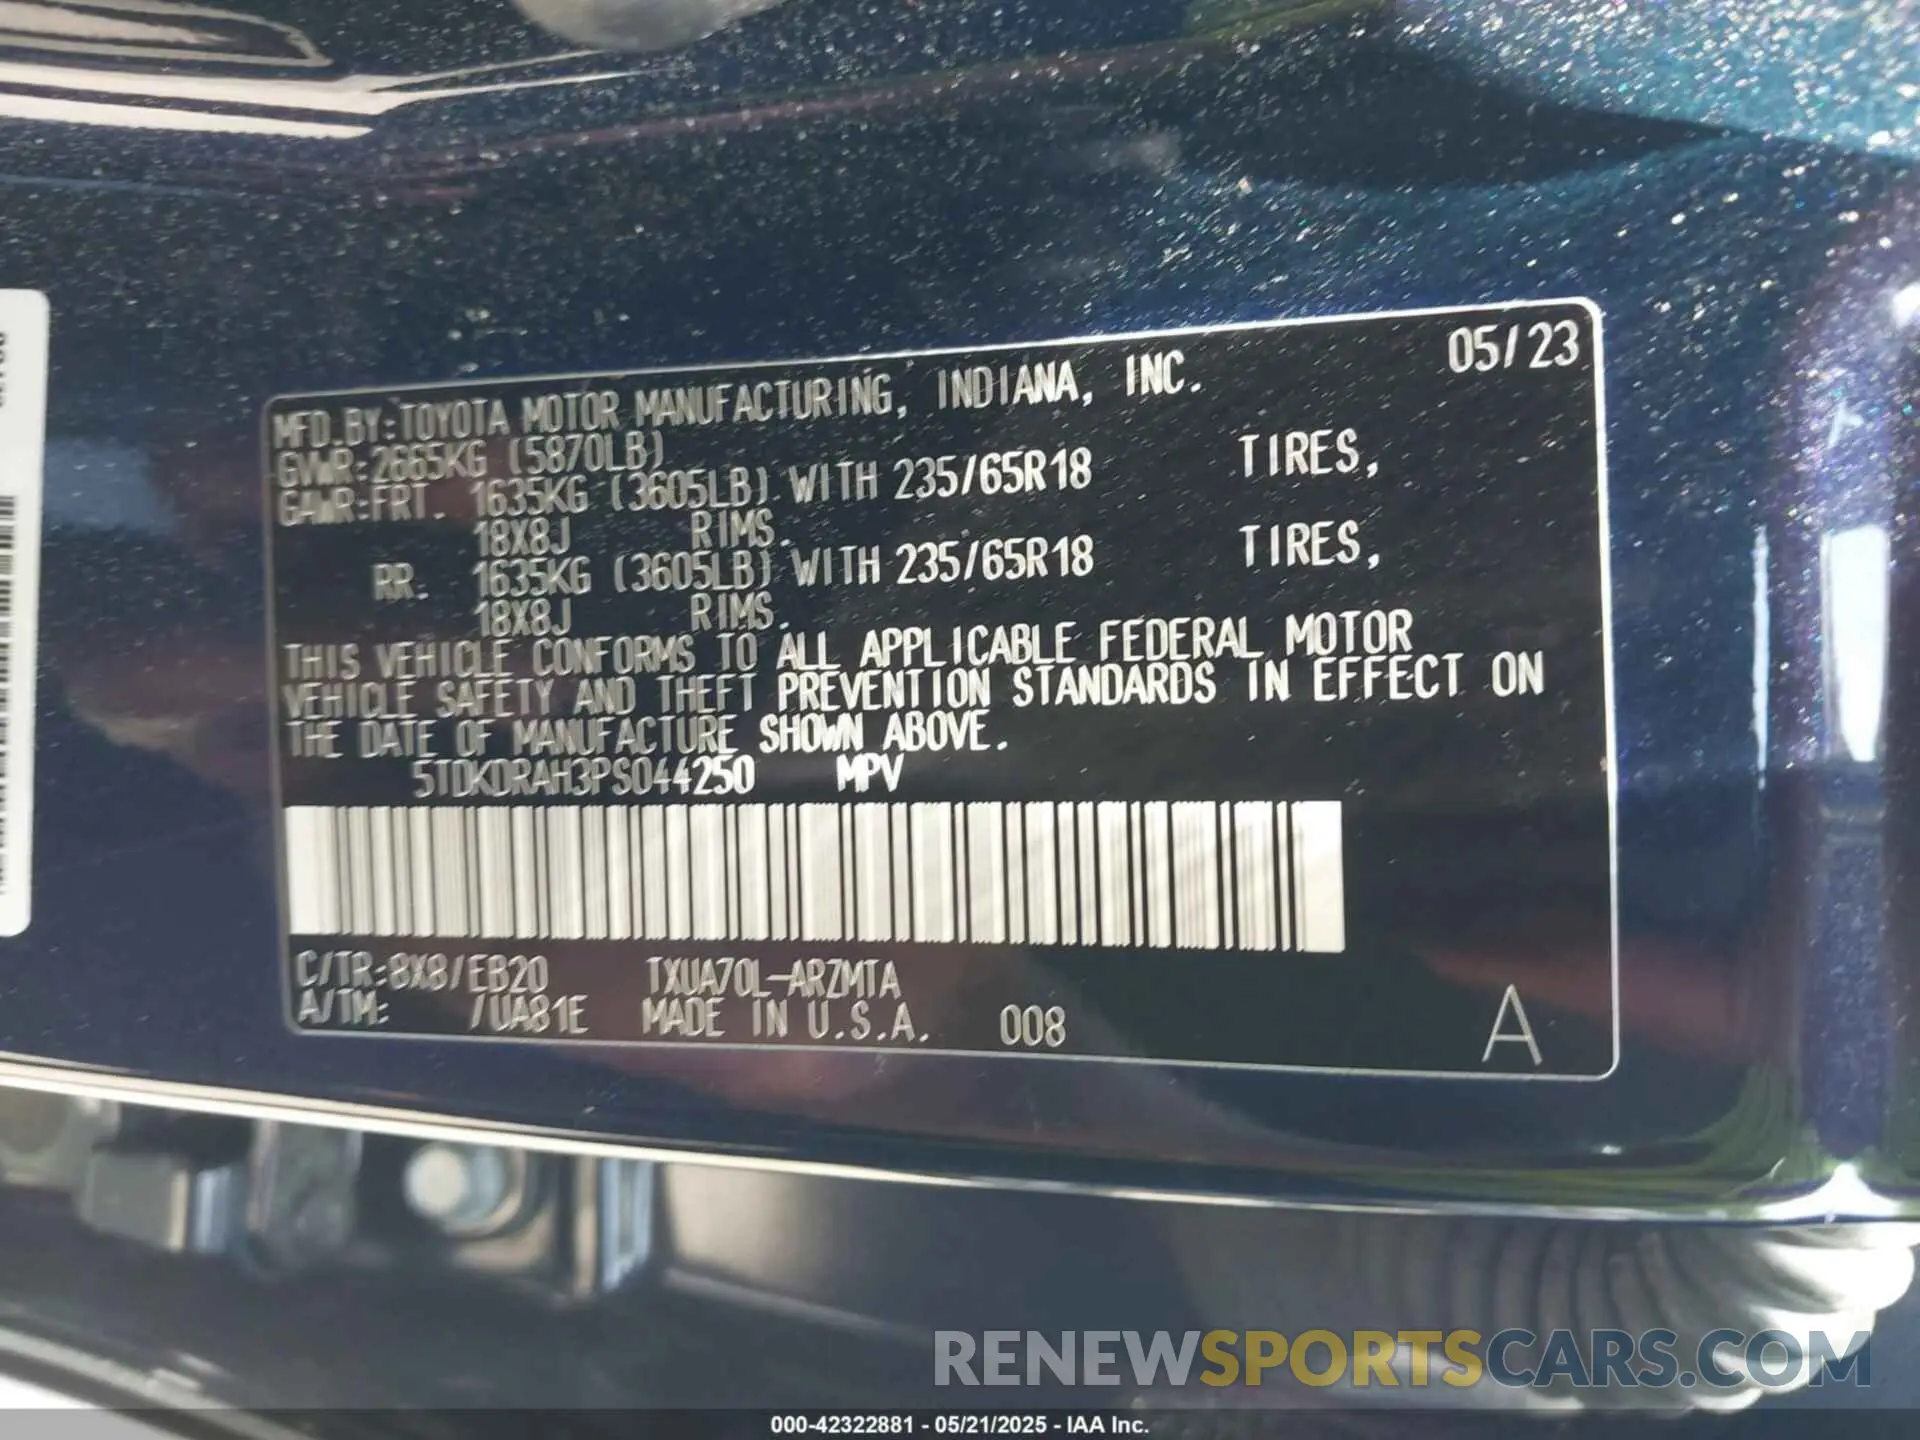 05/23
MFD.BY:TOYOTA MOTOR MANUFACTURING, INDIANA, INC.
GVWR:2665KG (5870LB)
GAWR:FRT. 1635KG (3605LB) WITH 235/65R18 TIRES,
18X8J RIMS.
RR. 1635KG (3605LB) WITH 235/65R18 TIRES,
18X8J RIMS.
THIS VEHICLE CONFORMS TO ALL APPLICABLE FEDERAL MOTOR
VEHICLE SAFETY AND THEFT PREVENTION STANDARDS IN EFFECT ON
THE DATE OF MANUFACTURE SHOWN ABOVE.
5TDKDRAH3PS044250 MPV
C/TR:8X8/EB20 TXUA70L-ARZMTA
A/TM: /UA81E MADE IN U.S.A. 008 A
RENEWSPORTSCARS.COM
000-42322881 - 05/21/2025 - IAA Inc.